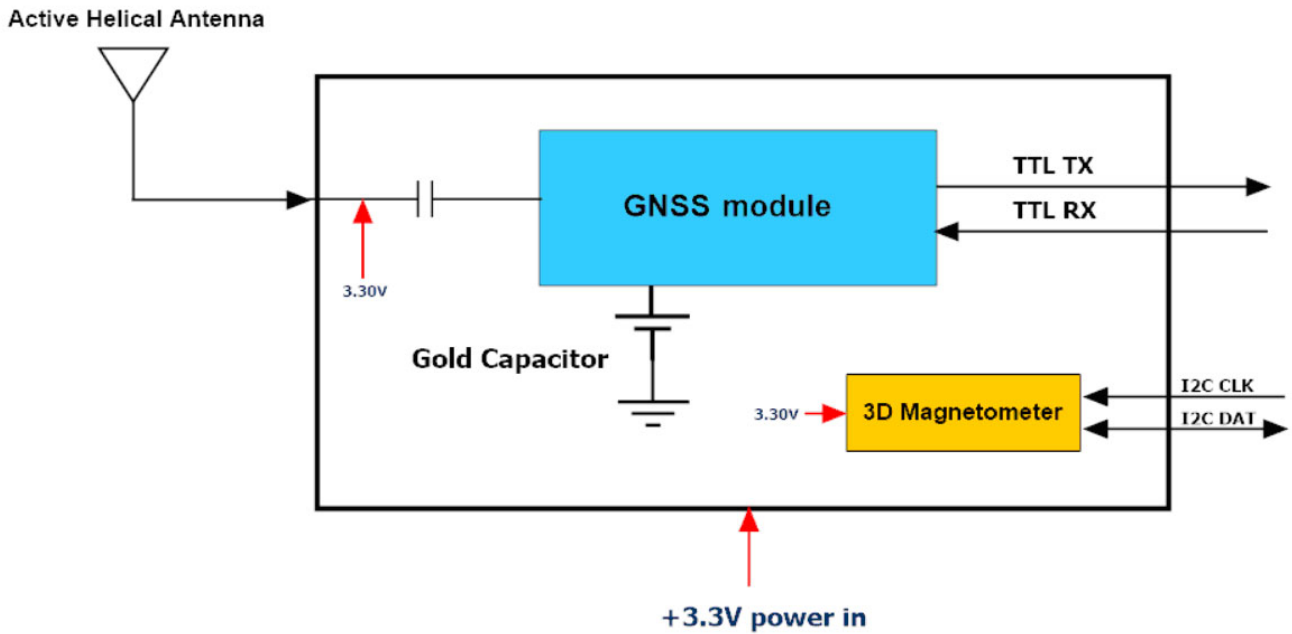 Active Helical Antenna
TTL TX
GNSS module
TTL RX
3.30V
Gold Capacitor
I2C CLK
3.30V
3D Magnetometer
I2C DAT
+3.3V power in